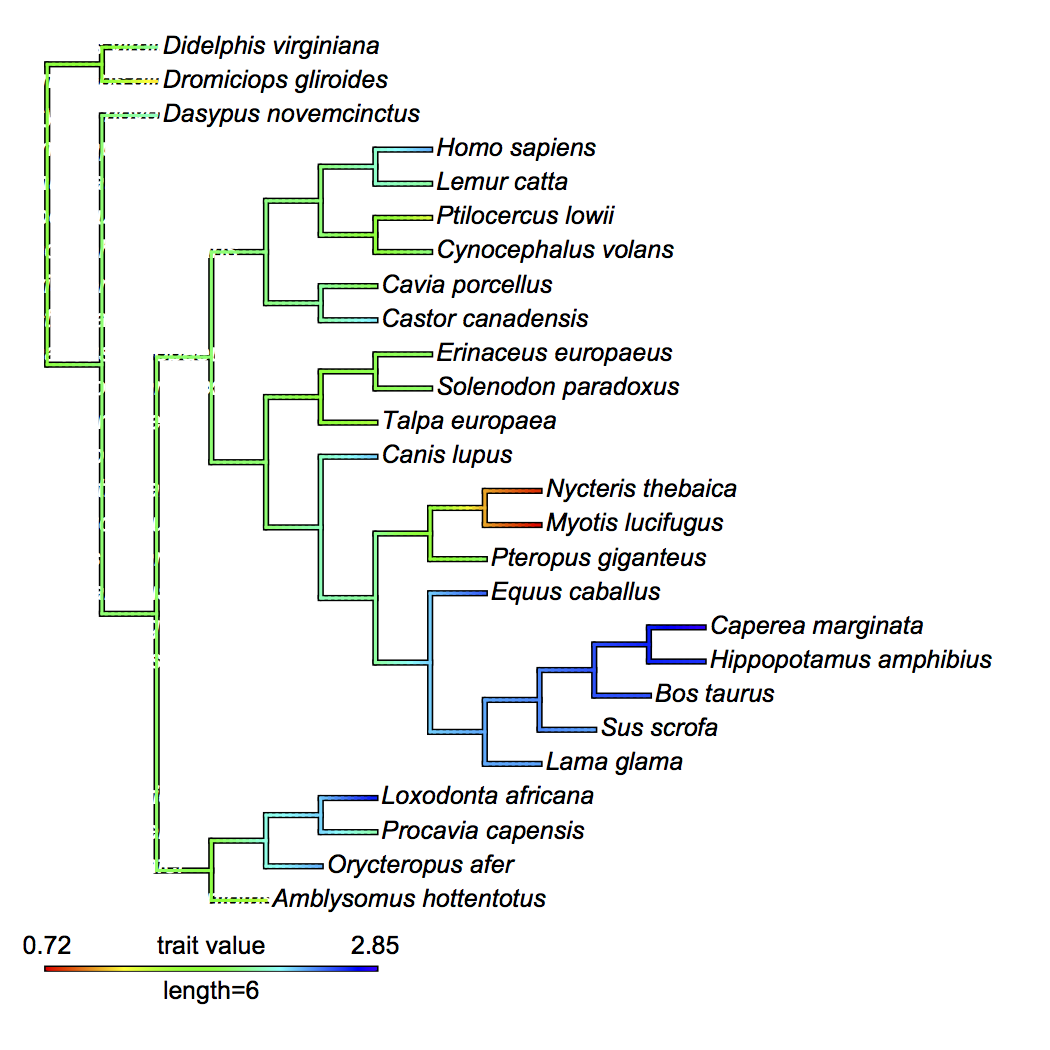 Didelphis virginiana
Dromiciops gliroides
Dasypus novemcinctus
Homo sapiens
Lemur catta
Ptilocercus lowii
Cynocephalus volans
Cavia porcellus
Castor canadensis
Erinaceus europaeus
Solenodon paradoxus
Talpa europaea
Canis lupus
Nycteris thebaica
Myotis lucifugus
Pteropus giganteus
Equus caballus
Caperea marginata
Hippopotamus amphibius
Bos taurus
Sus scrofa
Lama glama
Loxodonta africana
Procavia capensis
Orycteropus afer
Amblysomus hottentotus
0.72 trait value 2.85
length=6